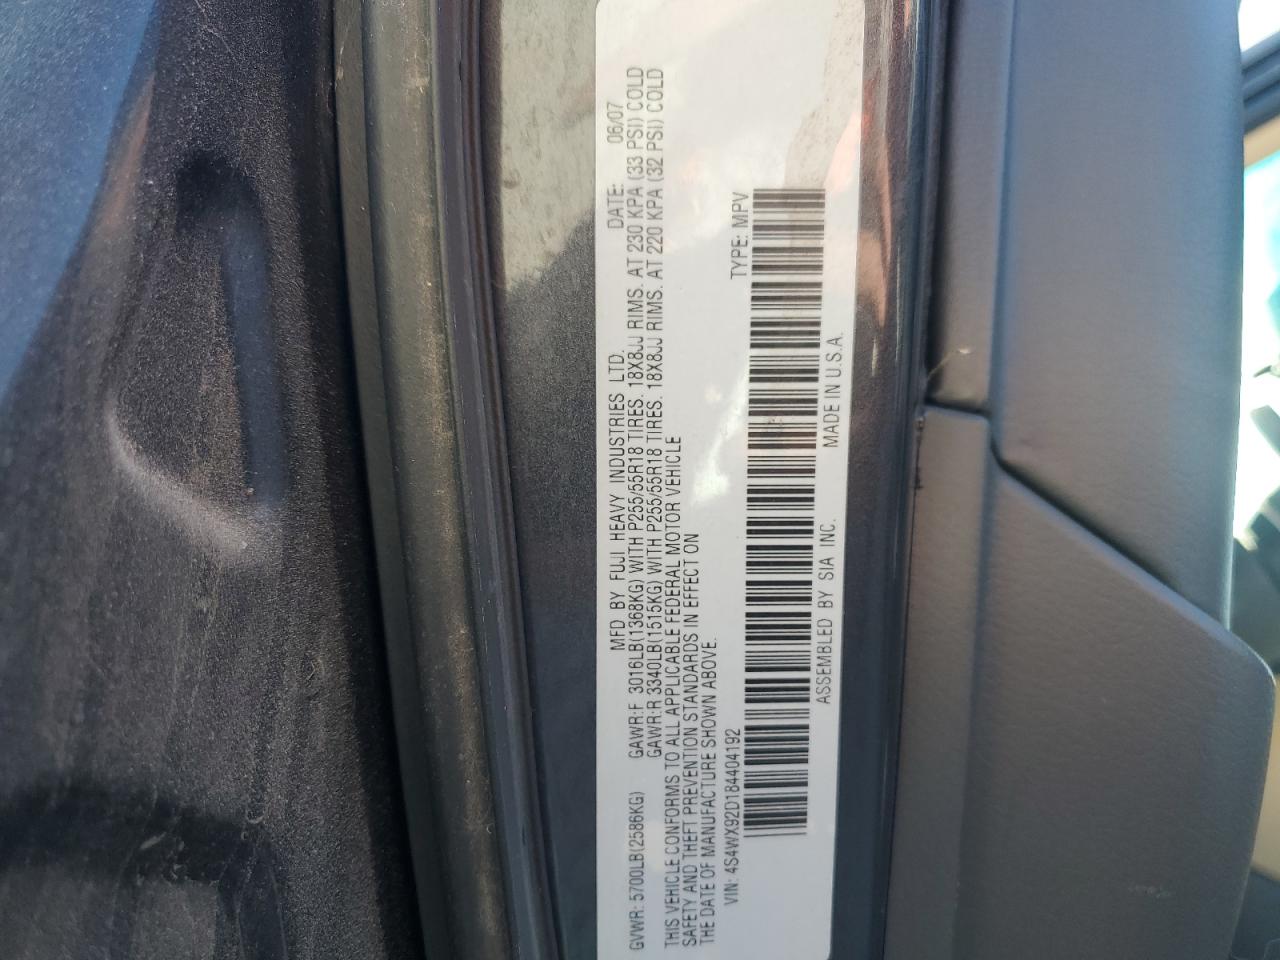 MFD BY FUJI HEAVY INDUSTRIES LTD. DATE: 06/07
GVWR: 5700LB(2586KG) GAWR:F 3016LB(1368KG) WITH P255/55R18 TIRES. 18X8JJ RIMS. AT 230 KPA (33 PSI) COLD
GAWR:R 3340LB(1515KG) WITH P255/55R18 TIRES. 18X8JJ RIMS. AT 220 KPA (32 PSI) COLD
THIS VEHICLE CONFORMS TO ALL APPLICABLE FEDERAL MOTOR VEHICLE
SAFETY AND THEFT PREVENTION STANDARDS IN EFFECT ON
THE DATE OF MANUFACTURE SHOWN ABOVE.
VIN: 4S4WX92D184404192 TYPE: MPV
ASSEMBLED BY SIA INC. MADE IN U.S.A.